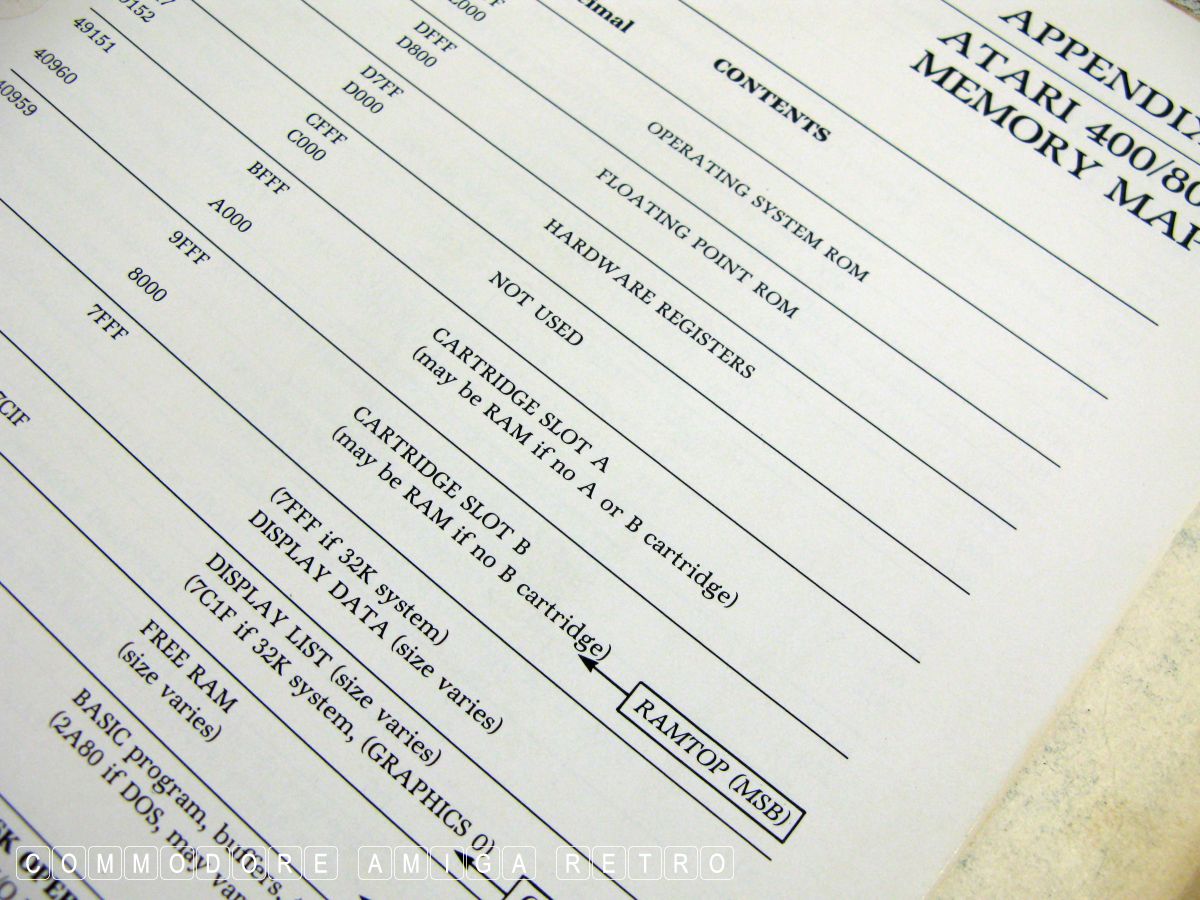 APPENDIX
ATARI 400/80
MEMORY MAP
CONTENTS
OPERATING SYSTEM ROM
DFFF
D800
FLOATING POINT ROM
D7FF
D000
HARDWARE REGISTERS
49152
CFFF
C000
NOT USED
49151
BFFF
A000
CARTRIDGE SLOT A
(may be RAM if no A or B cartridge)
40960
40959
9FFF
8000
CARTRIDGE SLOT B
(may be RAM if no B cartridge)
RAMTOP (MSB)
7FFF
(7FFF if 32K system)
DISPLAY DATA (size varies)
7C1F
DISPLAY LIST (size varies)
(7C1F if 32K system, (GRAPHICS 0)
FREE RAM
(size varies)
BASIC program, buffers,
(2A80 if DOS, may
COMMODORE AMIGA RETRO